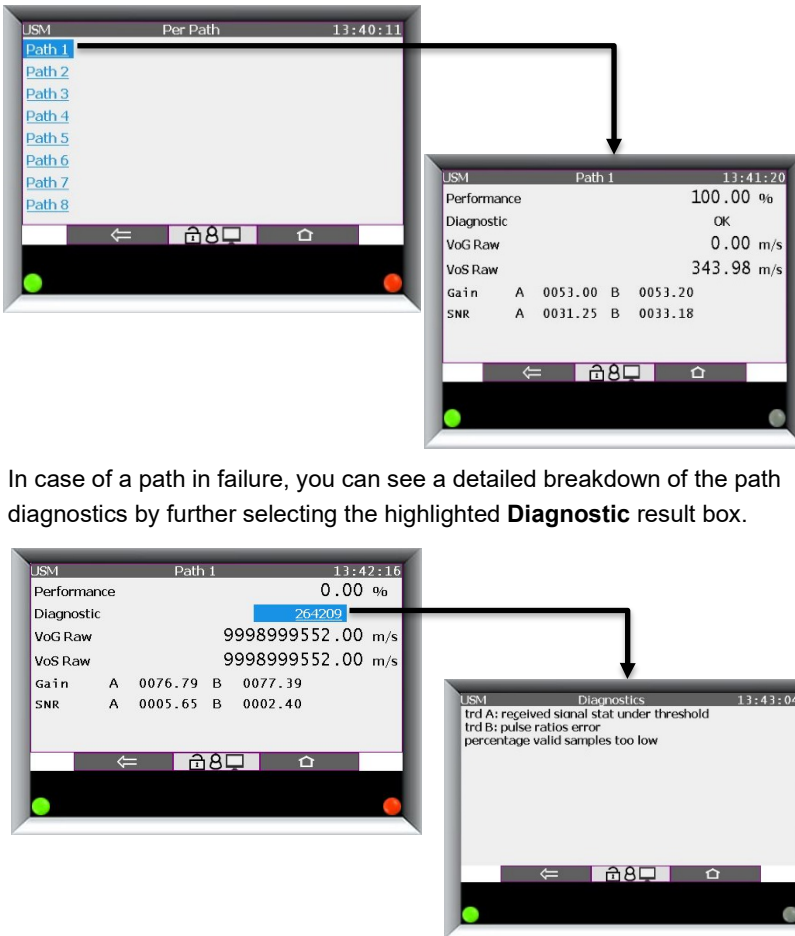 USM Per Path 13:40:11
Path 1
Path 2
Path 3
Path 4
Path 5
Path 6
Path 7
Path 8
USM Path 1 13:41:20
Performance 100.00 %
Diagnostic OK
VoG Raw 0.00 m/s
VoS Raw 343.98 m/s
Gain A 0053.00 B 0053.20
SNR A 0031.25 B 0033.18
In case of a path in failure, you can see a detailed breakdown of the path
diagnostics by further selecting the highlighted Diagnostic result box.
USM Path 1 13:42:16
Performance 0.00 %
Diagnostic 264209
VoG Raw 9998999552.00 m/s
VoS Raw 9998999552.00 m/s
Gain A 0076.79 B 0077.39
SNR A 0005.65 B 0002.40
USM Diagnostics 13:43:04
trd A: received signal stat under threshold
trd B: pulse ratios error
percentage valid samples too low